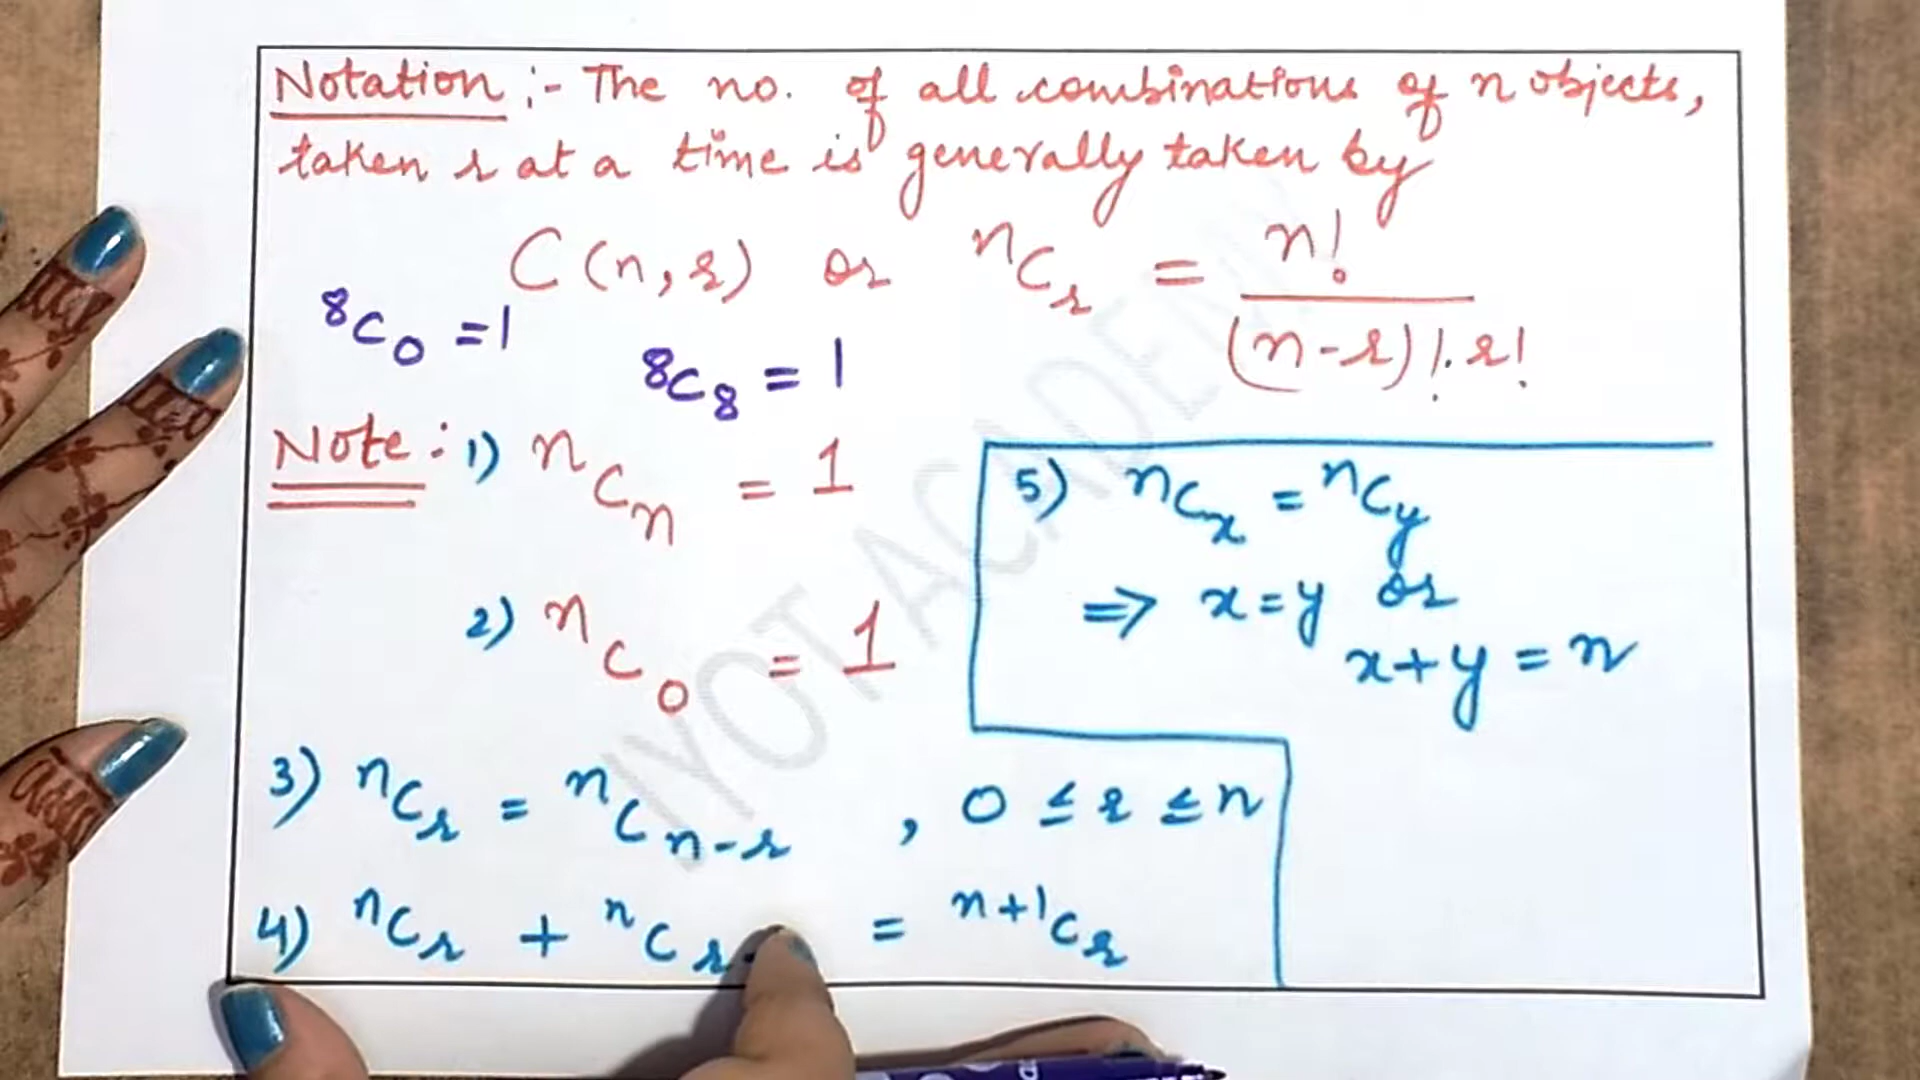 Notation :- The no. of all combinations of n objects,
taken r at a time is generally taken by
C(n,r) or ⁿCᵣ = n! / (n-r)!.r!
⁸C₀ = 1
⁸C₈ = 1
Note: 1) ⁿCₙ = 1
2) ⁿC₀ = 1
3) ⁿCᵣ = ⁿCₙ₋ᵣ , 0 ≤ r ≤ n
4) ⁿCᵣ + ⁿCᵣ₋ = ⁿ⁺¹Cᵣ
5) ⁿCₓ = ⁿCy
⇒ x = y or
x+y = n
JYOT ACADEMY